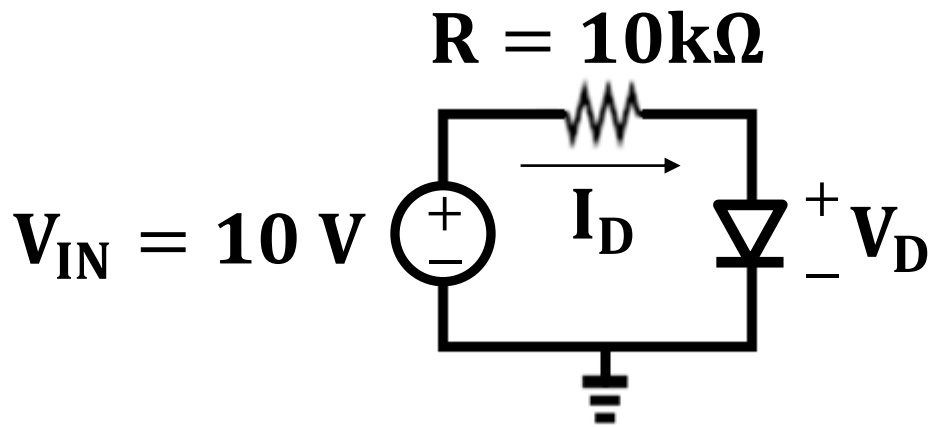 R = 10kΩ
I_D
V_IN = 10 V
+
−
+
−
V_D